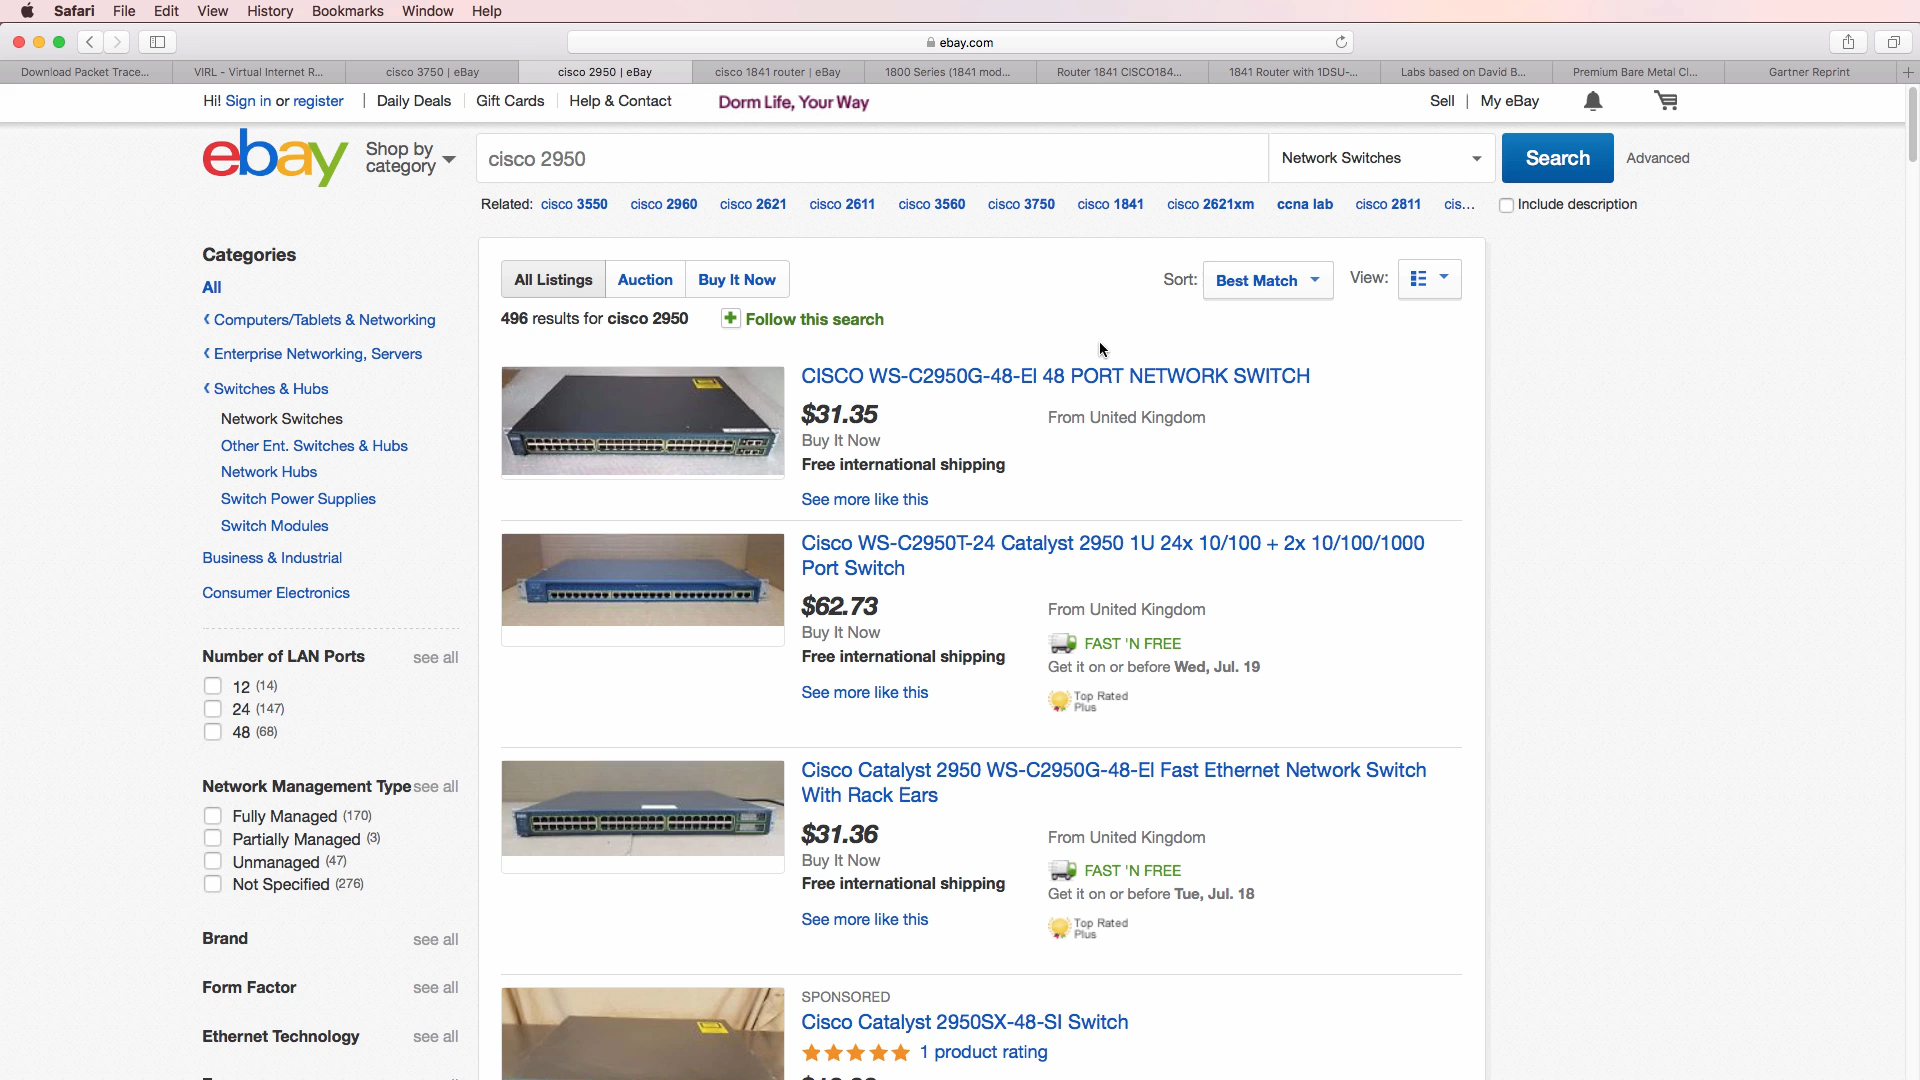 Safari File Edit View History Bookmarks Window Help
ebay.com
Download Packet Trace... VIRL - Virtual Internet R... cisco 3750 | eBay cisco 2950 | eBay cisco 1841 router | eBay 1800 Series (1841 mod... Router 1841 CISCO184... 1841 Router with 1DSU-... Labs based on David B... Premium Bare Metal Cl... Gartner Reprint
Hi! Sign in or register | Daily Deals Gift Cards Help & Contact Dorm Life, Your Way Sell | My eBay
ebay Shop by category cisco 2950 Network Switches Search Advanced
Related: cisco 3550 cisco 2960 cisco 2621 cisco 2611 cisco 3560 cisco 3750 cisco 1841 cisco 2621xm ccna lab cisco 2811 cis... Include description
Categories
All
Computers/Tablets & Networking
Enterprise Networking, Servers
Switches & Hubs
Network Switches
Other Ent. Switches & Hubs
Network Hubs
Switch Power Supplies
Switch Modules
Business & Industrial
Consumer Electronics
Number of LAN Ports see all
12 (14)
24 (147)
48 (68)
Network Management Type see all
Fully Managed (170)
Partially Managed (3)
Unmanaged (47)
Not Specified (276)
Brand see all
Form Factor see all
Ethernet Technology see all
All Listings Auction Buy It Now Sort: Best Match View:
496 results for cisco 2950 Follow this search
CISCO WS-C2950G-48-EI 48 PORT NETWORK SWITCH
$31.35 From United Kingdom
Buy It Now
Free international shipping
See more like this
Cisco WS-C2950T-24 Catalyst 2950 1U 24x 10/100 + 2x 10/100/1000
Port Switch
$62.73 From United Kingdom
Buy It Now FAST 'N FREE
Free international shipping Get it on or before Wed, Jul. 19
See more like this Top Rated Plus
Cisco Catalyst 2950 WS-C2950G-48-EI Fast Ethernet Network Switch
With Rack Ears
$31.36 From United Kingdom
Buy It Now FAST 'N FREE
Free international shipping Get it on or before Tue, Jul. 18
See more like this Top Rated Plus
SPONSORED
Cisco Catalyst 2950SX-48-SI Switch
1 product rating